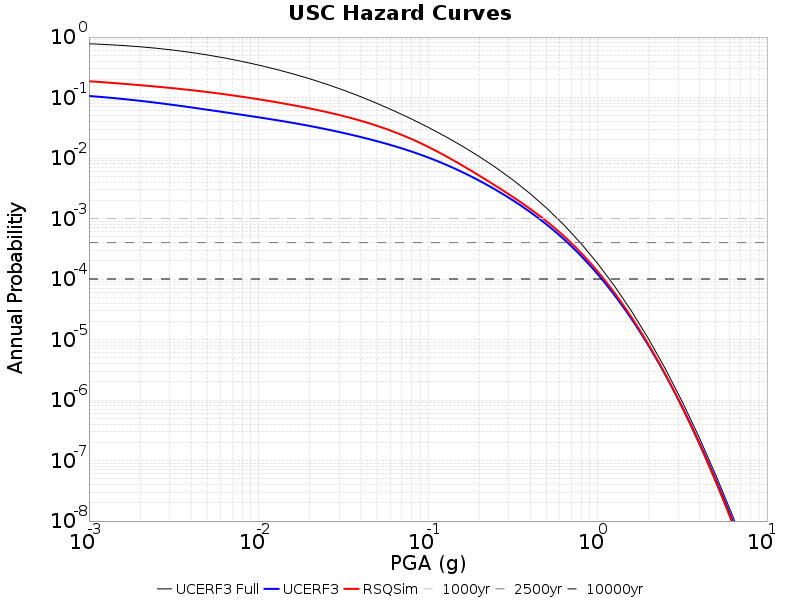 USC Hazard Curves
Annual Probabilitiy
10^0
10^-1
10^-2
10^-3
10^-4
10^-5
10^-6
10^-7
10^-8
10^-3 10^-2 10^-1 10^0 10^1
PGA (g)
UCERF3 Full UCERF3 RSQSim 1000yr 2500yr 10000yr